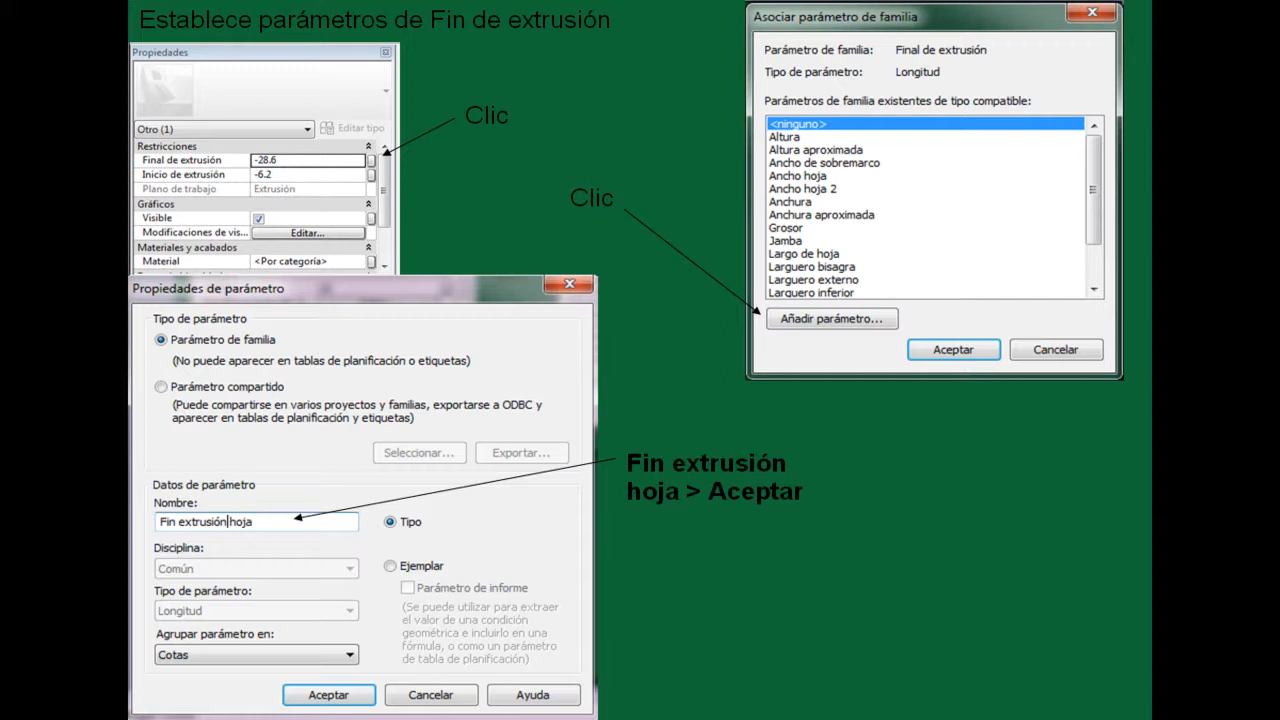 Establece parámetros de Fin de extrusión
Propiedades
Otro (1)
Editar tipo
Restricciones
Final de extrusión -28.6
Inicio de extrusión -6.2
Plano de trabajo Extrusión
Gráficos
Visible
Modificaciones de vis... Editar...
Materiales y acabados
Material <Por categoría>
Clic
Clic
Asociar parámetro de familia
Parámetro de familia: Final de extrusión
Tipo de parámetro: Longitud
Parámetros de familia existentes de tipo compatible:
<ninguno>
Altura
Altura aproximada
Ancho de sobremarco
Ancho hoja
Ancho hoja 2
Anchura
Anchura aproximada
Grosor
Jamba
Largo de hoja
Larguero bisagra
Larguero externo
Larguero inferior
Añadir parámetro...
Aceptar Cancelar
Propiedades de parámetro
Tipo de parámetro
Parámetro de familia
(No puede aparecer en tablas de planificación o etiquetas)
Parámetro compartido
(Puede compartirse en varios proyectos y familias, exportarse a ODBC y
aparecer en tablas de planificación y etiquetas)
Seleccionar... Exportar...
Datos de parámetro
Nombre:
Fin extrusión hoja
Tipo
Disciplina:
Común
Ejemplar
Parámetro de informe
Tipo de parámetro:
Longitud
(Se puede utilizar para extraer
el valor de una condición
geométrica e incluirlo en una
fórmula, o como un parámetro
de tabla de planificación)
Agrupar parámetro en:
Cotas
Aceptar Cancelar Ayuda
Fin extrusión
hoja > Aceptar